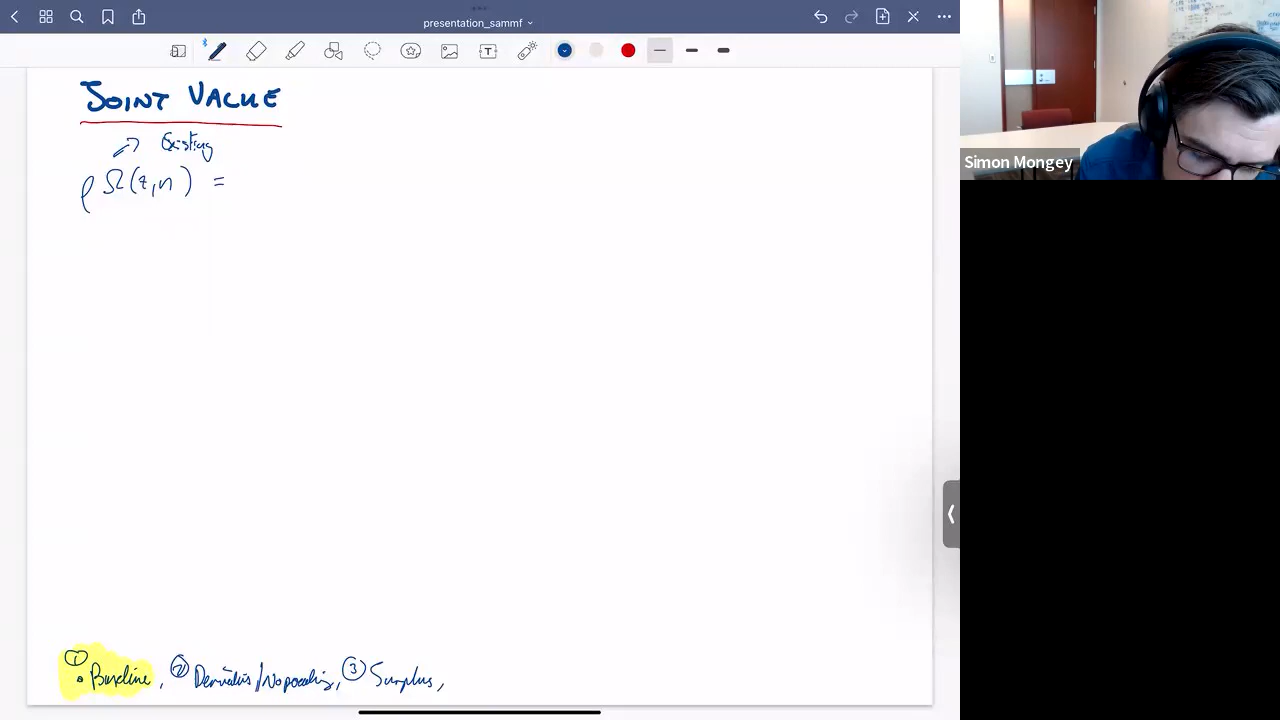 presentation_sammf
JOINT VALUE
Existing
ρ Ω(z,n) =
① • Baseline, ② Derivatives/No poaching, ③ Surplus,
Simon Mongey